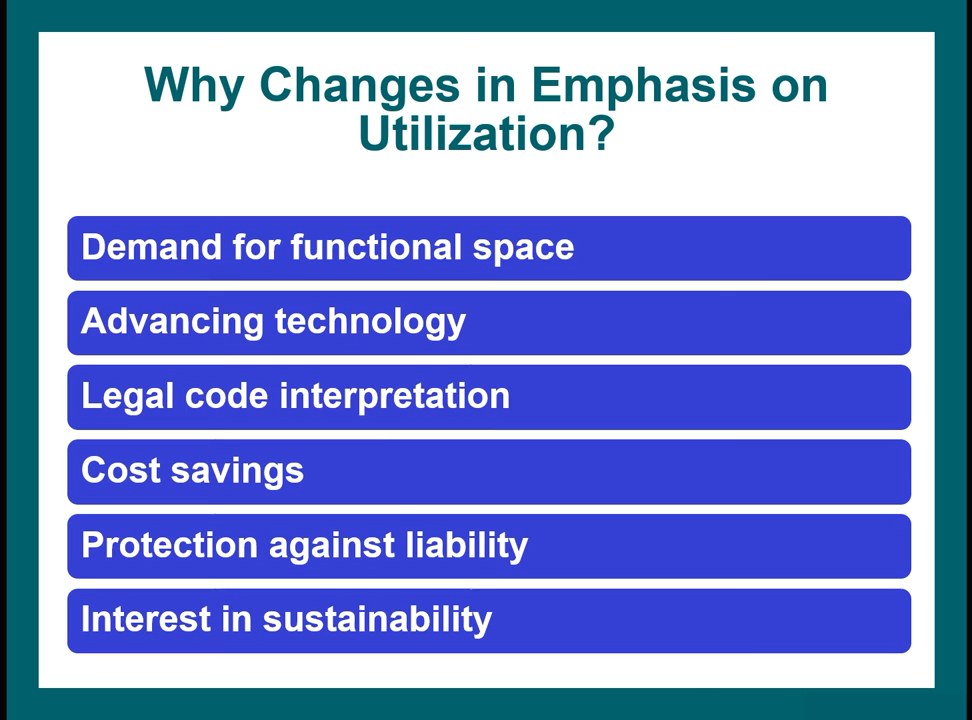 Why Changes in Emphasis on
Utilization?
Demand for functional space
Advancing technology
Legal code interpretation
Cost savings
Protection against liability
Interest in sustainability